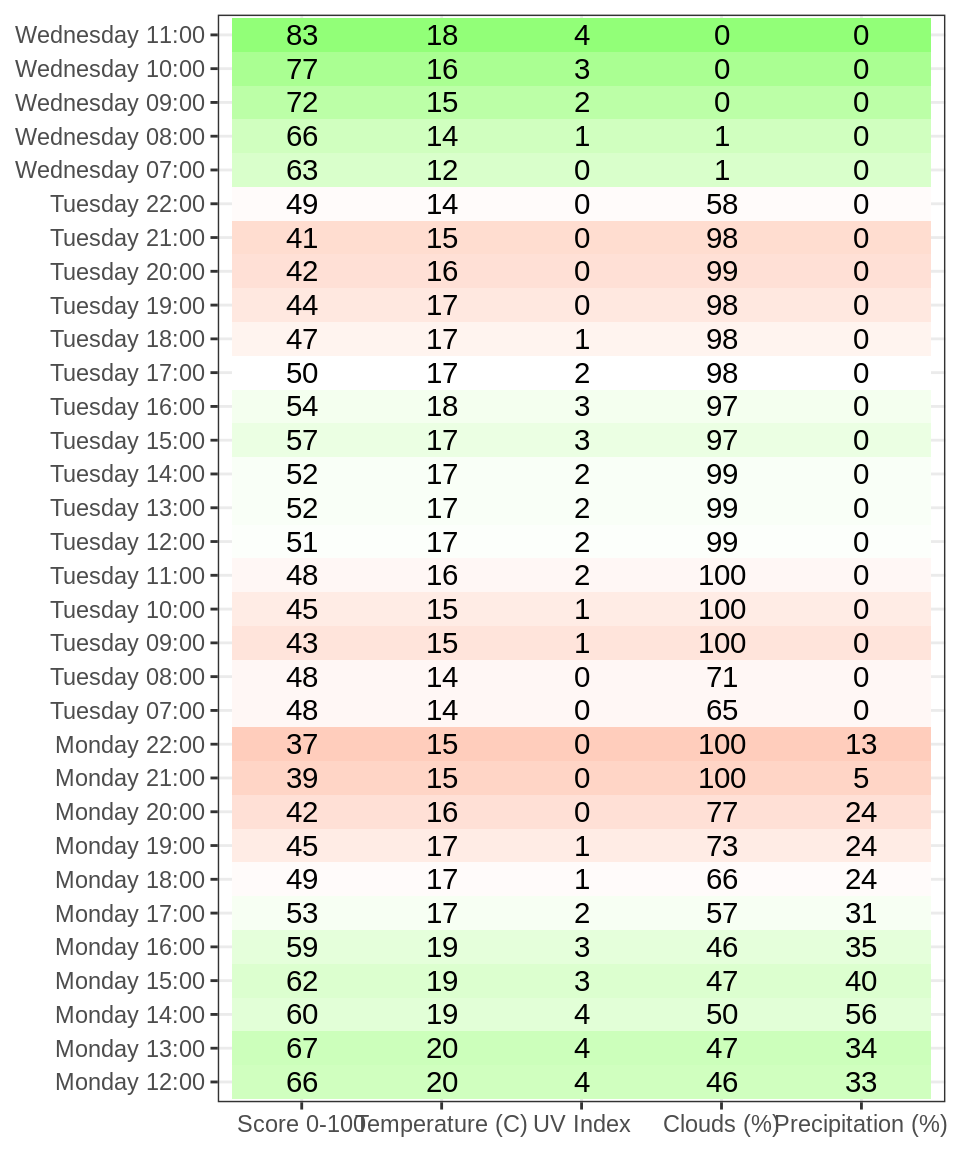 Wednesday 11:00 83 18 4 0 0
Wednesday 10:00 77 16 3 0 0
Wednesday 09:00 72 15 2 0 0
Wednesday 08:00 66 14 1 1 0
Wednesday 07:00 63 12 0 1 0
Tuesday 22:00 49 14 0 58 0
Tuesday 21:00 41 15 0 98 0
Tuesday 20:00 42 16 0 99 0
Tuesday 19:00 44 17 0 98 0
Tuesday 18:00 47 17 1 98 0
Tuesday 17:00 50 17 2 98 0
Tuesday 16:00 54 18 3 97 0
Tuesday 15:00 57 17 3 97 0
Tuesday 14:00 52 17 2 99 0
Tuesday 13:00 52 17 2 99 0
Tuesday 12:00 51 17 2 99 0
Tuesday 11:00 48 16 2 100 0
Tuesday 10:00 45 15 1 100 0
Tuesday 09:00 43 15 1 100 0
Tuesday 08:00 48 14 0 71 0
Tuesday 07:00 48 14 0 65 0
Monday 22:00 37 15 0 100 13
Monday 21:00 39 15 0 100 5
Monday 20:00 42 16 0 77 24
Monday 19:00 45 17 1 73 24
Monday 18:00 49 17 1 66 24
Monday 17:00 53 17 2 57 31
Monday 16:00 59 19 3 46 35
Monday 15:00 62 19 3 47 40
Monday 14:00 60 19 4 50 56
Monday 13:00 67 20 4 47 34
Monday 12:00 66 20 4 46 33
Score 0-100 Temperature (C) UV Index Clouds (%) Precipitation (%)